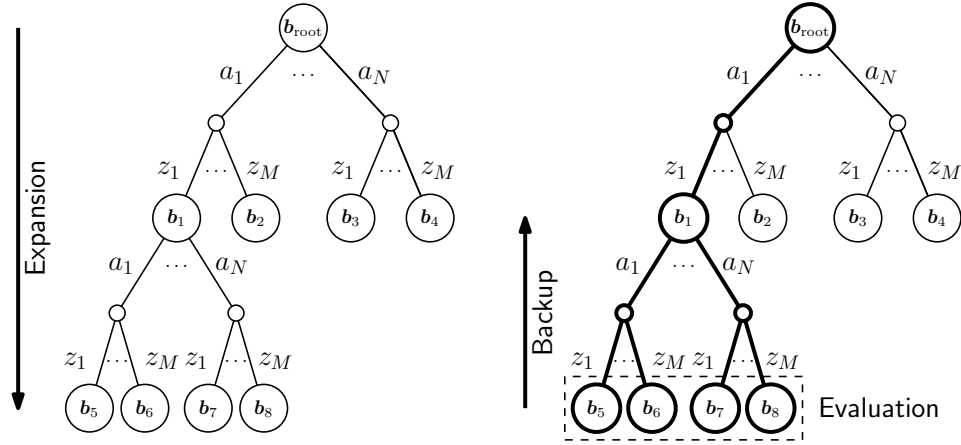 b_root b_root
a_1 ... a_N a_1 ... a_N
z_1 ... z_M z_1 ... z_M z_1 ... z_M z_1 ... z_M
Expansion
b_1 b_2 b_3 b_4 b_1 b_2 b_3 b_4
a_1 ... a_N a_1 ... a_N
Backup
z_1 ... z_M z_1 ... z_M z_1 ... z_M z_1 ... z_M
b_5 b_6 b_7 b_8 b_5 b_6 b_7 b_8 Evaluation